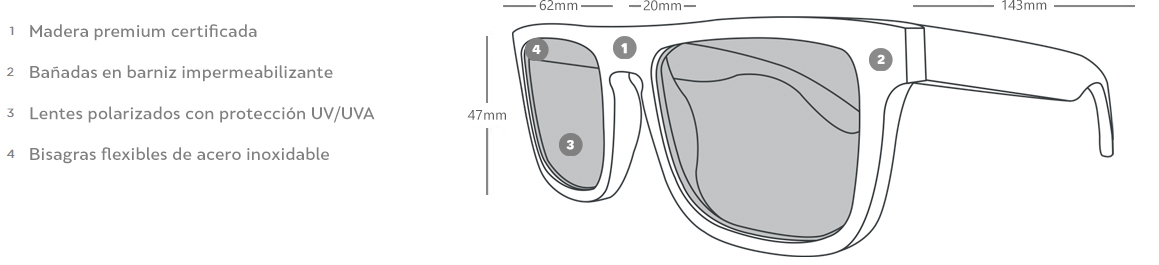 1 Madera premium certificada
2 Bañadas en barniz impermeabilizante
3 Lentes polarizados con protección UV/UVA
4 Bisagras flexibles de acero inoxidable
62mm 20mm 143mm
4 1 2
47mm
3